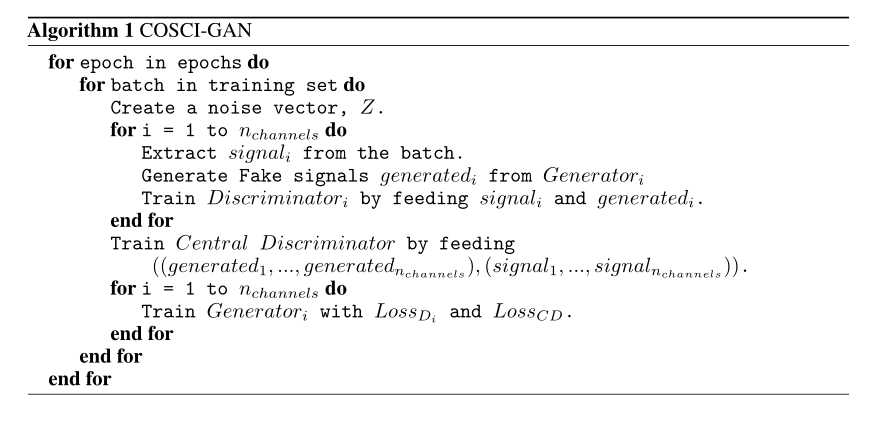 Algorithm 1 COSCI-GAN
for epoch in epochs do
for batch in training set do
Create a noise vector, Z.
for i = 1 to n_{channels} do
Extract signal_i from the batch.
Generate Fake signals generated_i from Generator_i
Train Discriminator_i by feeding signal_i and generated_i.
end for
Train Central Discriminator by feeding
((generated_1, ..., generated_{n_{channels}}), (signal_1, ..., signal_{n_{channels}})).
for i = 1 to n_{channels} do
Train Generator_i with Loss_{D_i} and Loss_{CD}.
end for
end for
end for